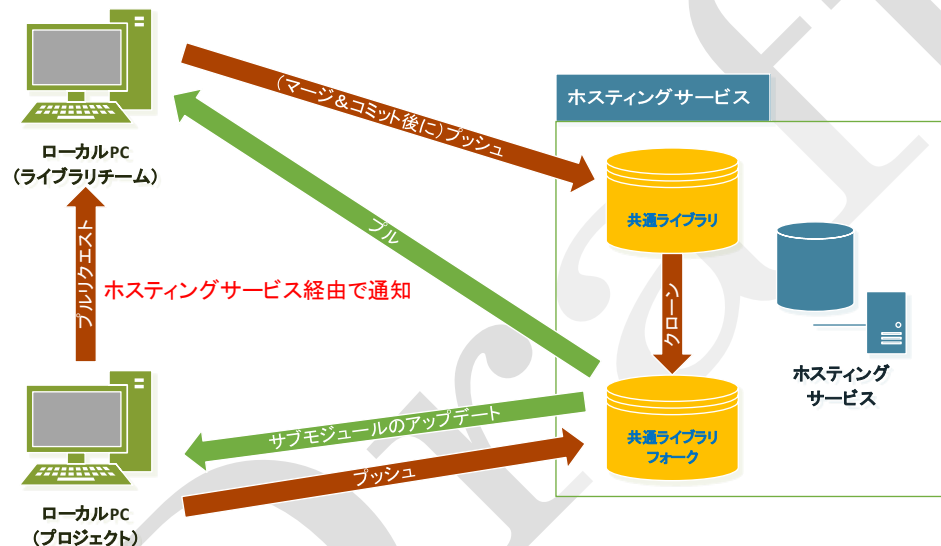 (マージ&コミット後に)プッシュ
ホスティングサービス
ローカルPC
(ライブラリチーム)
共通ライブラリ
プル
プルリクエスト
ホスティングサービス経由で通知
クローン
ホスティング
サービス
サブモジュールのアップデート
共通ライブラリ
フォーク
プッシュ
ローカルPC
(プロジェクト)
Draft